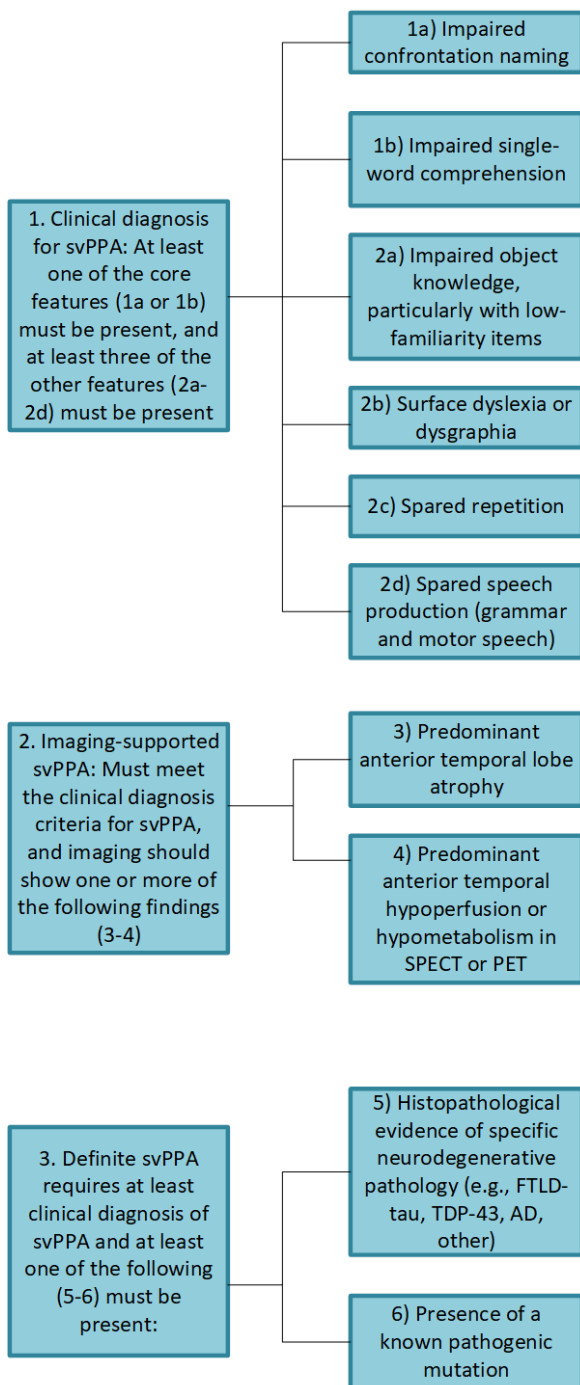 1. Clinical diagnosis
for svPPA: At least
one of the core
features (1a or 1b)
must be present, and
at least three of the
other features (2a-
2d) must be present
1a) Impaired
confrontation
naming
1b) Impaired single-
word comprehension
2a) Impaired object
knowledge,
particularly with low-
familiarity items
2b) Surface dyslexia or
dysgraphia
2c) Spared repetition
2d) Spared speech
production (grammar
and motor speech)
2. Imaging-supported
svPPA: Must meet
the clinical diagnosis
criteria for svPPA,
and imaging should
show one or more of
the following findings
(3-4)
3) Predominant
anterior temporal lobe
atrophy
4) Predominant
anterior temporal
hypoperfusion or
hypometabolism in
SPECT or PET
3. Definite svPPA
requires at least
clinical diagnosis of
svPPA and at least
one of the following
(5-6) must be
present:
5) Histopathological
evidence of specific
neurodegenerative
pathology (e.g., FTLD-
tau, TDP-43, AD,
other)
6) Presence of a
known pathogenic
mutation